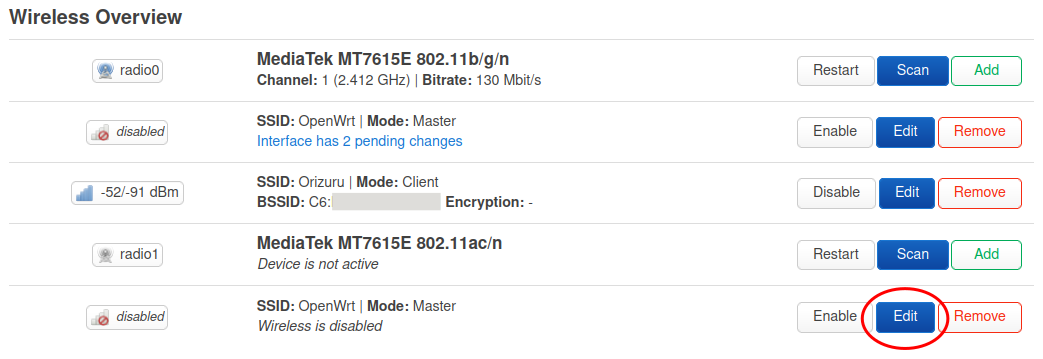 Wireless Overview
radio0
MediaTek MT7615E 802.11b/g/n
Channel: 1 (2.412 GHz) | Bitrate: 130 Mbit/s
Restart Scan Add
disabled
SSID: OpenWrt | Mode: Master
Interface has 2 pending changes
Enable Edit Remove
-52/-91 dBm
SSID: Orizuru | Mode: Client
BSSID: C6: Encryption: -
Disable Edit Remove
radio1
MediaTek MT7615E 802.11ac/n
Device is not active
Restart Scan Add
disabled
SSID: OpenWrt | Mode: Master
Wireless is disabled
Enable Edit Remove